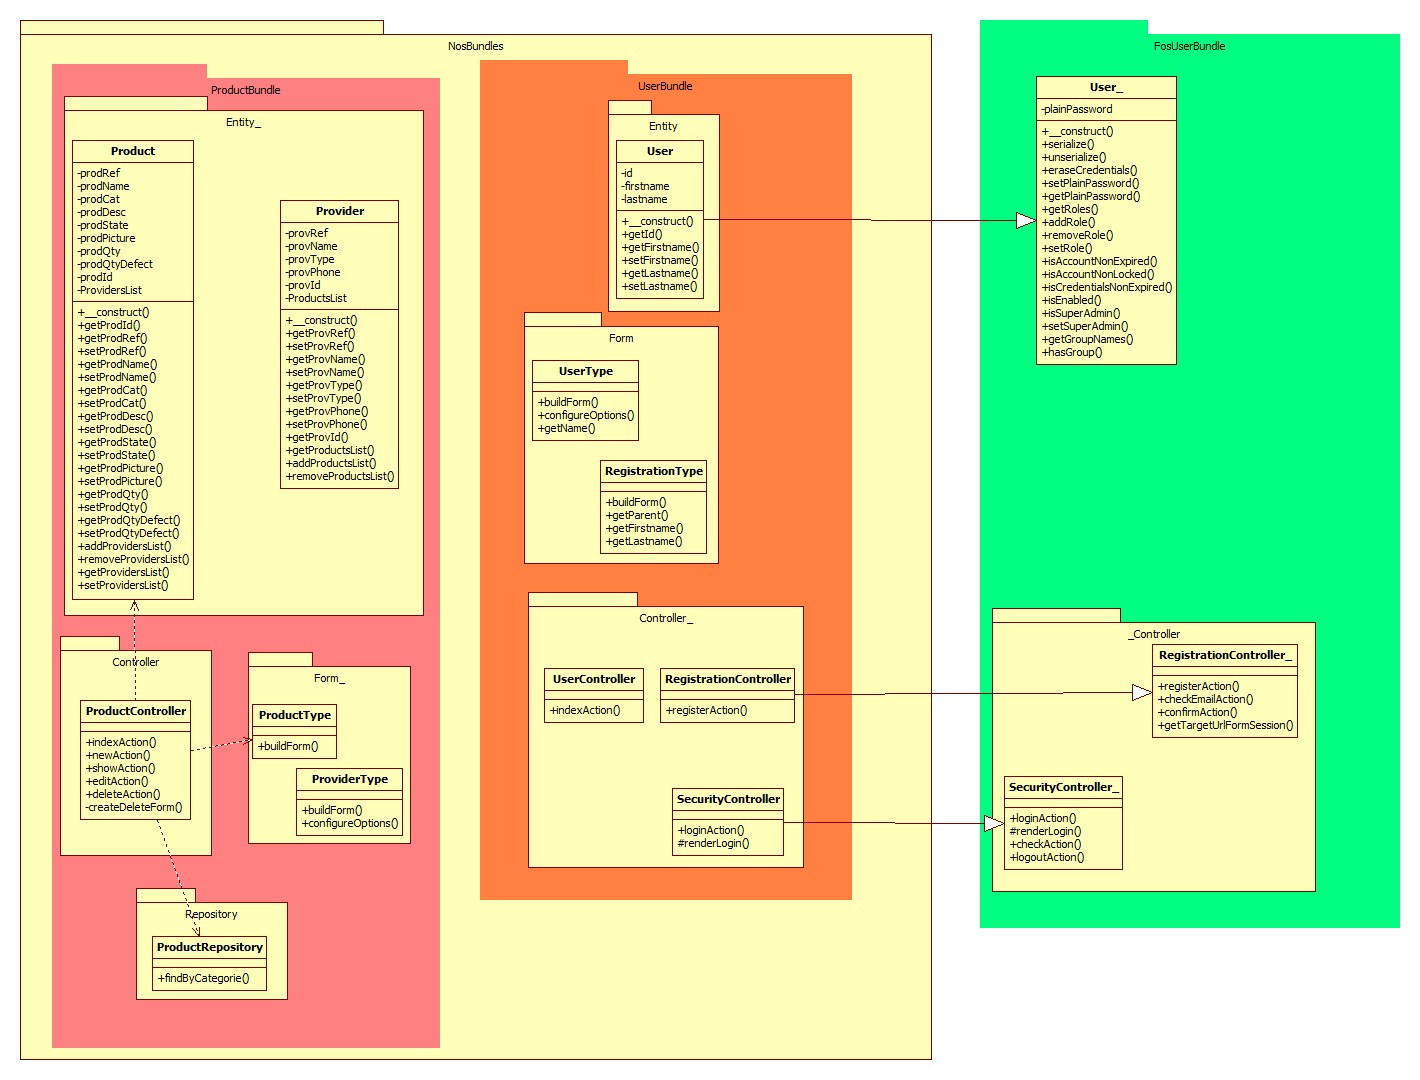 NosBundles
ProductBundle
Entity_
Product
-prodRef
-prodName
-prodCat
-prodDesc
-prodState
-prodPicture
-prodQty
-prodQtyDefect
-prodId
-ProvidersList
+__construct()
+getProdId()
+getProdRef()
+setProdRef()
+getProdName()
+setProdName()
+getProdCat()
+setProdCat()
+getProdDesc()
+setProdDesc()
+getProdState()
+setProdState()
+getProdPicture()
+setProdPicture()
+getProdQty()
+setProdQty()
+getProdQtyDefect()
+setProdQtyDefect()
+addProvidersList()
+removeProvidersList()
+getProvidersList()
+setProvidersList()
Provider
-provRef
-provName
-provType
-provPhone
-provId
-ProductsList
+__construct()
+getProvRef()
+setProvRef()
+getProvName()
+setProvName()
+getProvType()
+setProvType()
+getProvPhone()
+setProvPhone()
+getProvId()
+getProductsList()
+addProductsList()
+removeProductsList()
Controller
ProductController
+indexAction()
+newAction()
+showAction()
+editAction()
+deleteAction()
-createDeleteForm()
Form_
ProductType
+buildForm()
ProviderType
+buildForm()
+configureOptions()
Repository
ProductRepository
+findByCategorie()
UserBundle
Entity
User
-id
-firstname
-lastname
+__construct()
+getId()
+getFirstname()
+setFirstname()
+getLastname()
+setLastname()
Form
UserType
+buildForm()
+configureOptions()
+getName()
RegistrationType
+buildForm()
+getParent()
+getFirstname()
+getLastname()
Controller_
UserController
+indexAction()
RegistrationController
+registerAction()
SecurityController
+loginAction()
#renderLogin()
FosUserBundle
User_
-plainPassword
+__construct()
+serialize()
+unserialize()
+eraseCredentials()
+setPlainPassword()
+getPlainPassword()
+getRoles()
+addRole()
+removeRole()
+setRole()
+isAccountNonExpired()
+isAccountNonLocked()
+isCredentialsNonExpired()
+isEnabled()
+isSuperAdmin()
+setSuperAdmin()
+getGroupNames()
+hasGroup()
_Controller
RegistrationController_
+registerAction()
+checkEmailAction()
+confirmAction()
+getTargetUrlFormSession()
SecurityController_
+loginAction()
#renderLogin()
+checkAction()
+logoutAction()